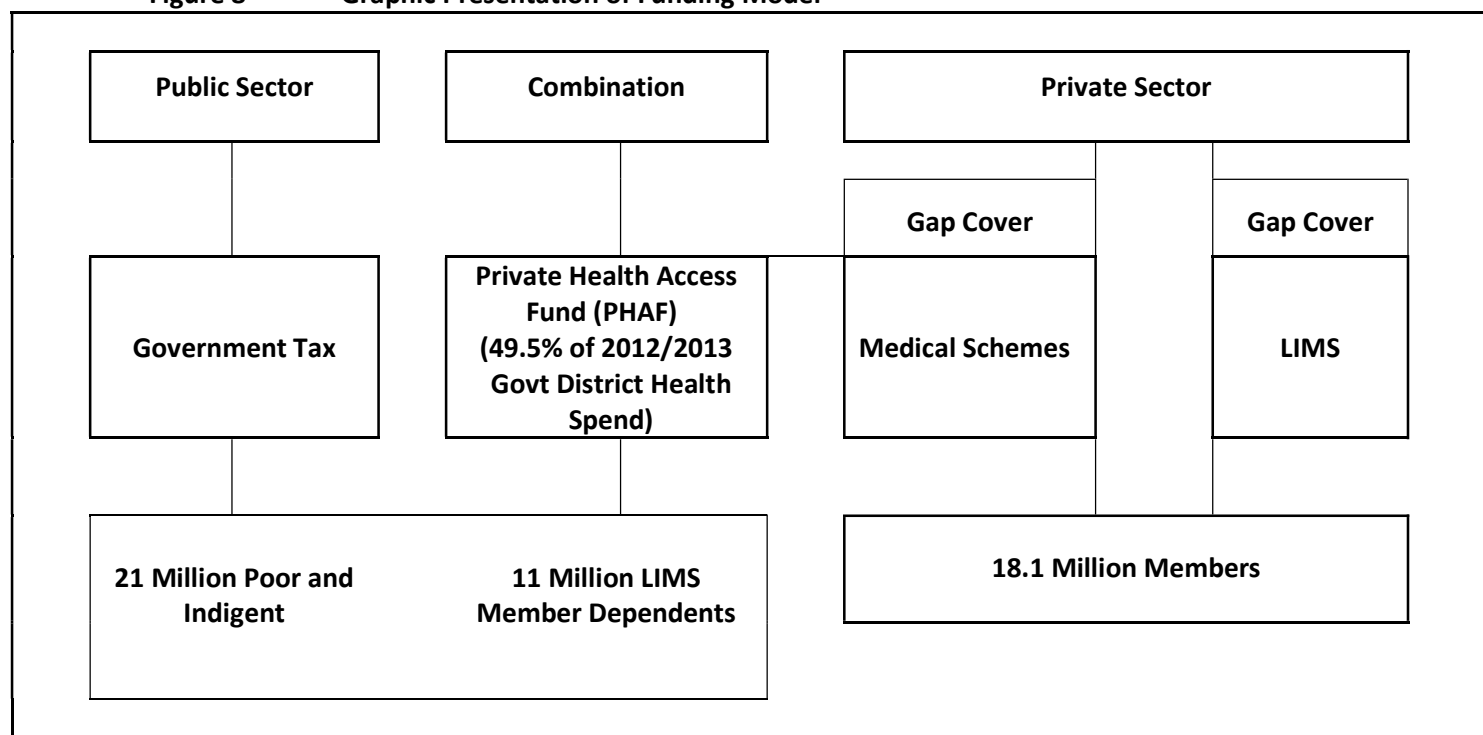 Figure 8 Graphic Presentation of Funding Model
Public Sector
Combination
Private Sector
Gap Cover
Gap Cover
Government Tax
Private Health Access
Fund (PHAF)
(49.5% of 2012/2013
Govt District Health
Spend)
Medical Schemes
LIMS
21 Million Poor and
Indigent
11 Million LIMS
Member Dependents
18.1 Million Members